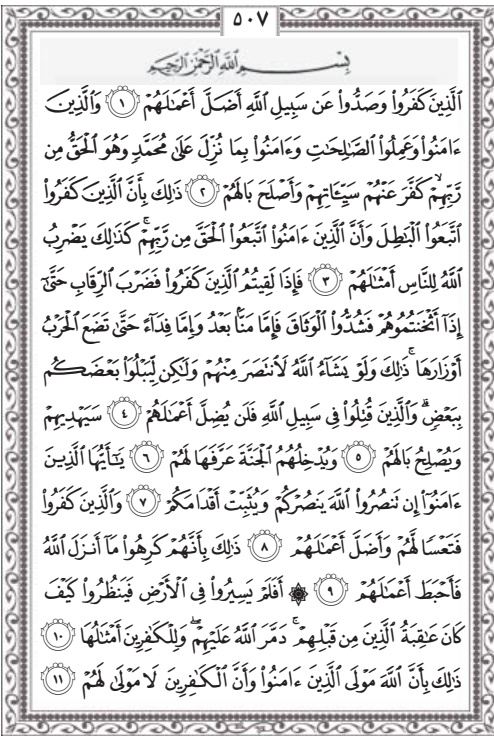 ٥٠٧
بِسْمِ ٱللَّهِ ٱلرَّحْمَٰنِ ٱلرَّحِيمِ
ٱلَّذِينَ كَفَرُوا۟ وَصَدُّوا۟ عَن سَبِيلِ ٱللَّهِ أَضَلَّ أَعْمَٰلَهُمْ ١ وَٱلَّذِينَ
ءَامَنُوا۟ وَعَمِلُوا۟ ٱلصَّٰلِحَٰتِ وَءَامَنُوا۟ بِمَا نُزِّلَ عَلَىٰ مُحَمَّدٍ وَهُوَ ٱلْحَقُّ مِن
رَّبِّهِمْ ۙ كَفَّرَ عَنْهُمْ سَيِّـَٔاتِهِمْ وَأَصْلَحَ بَالَهُمْ ٢ ذَٰلِكَ بِأَنَّ ٱلَّذِينَ كَفَرُوا۟
ٱتَّبَعُوا۟ ٱلْبَٰطِلَ وَأَنَّ ٱلَّذِينَ ءَامَنُوا۟ ٱتَّبَعُوا۟ ٱلْحَقَّ مِن رَّبِّهِمْ ۚ كَذَٰلِكَ يَضْرِبُ
ٱللَّهُ لِلنَّاسِ أَمْثَٰلَهُمْ ٣ فَإِذَا لَقِيتُمُ ٱلَّذِينَ كَفَرُوا۟ فَضَرْبَ ٱلرِّقَابِ حَتَّىٰٓ
إِذَآ أَثْخَنتُمُوهُمْ فَشُدُّوا۟ ٱلْوَثَاقَ فَإِمَّا مَنًّۢا بَعْدُ وَإِمَّا فِدَآءً حَتَّىٰ تَضَعَ ٱلْحَرْبُ
أَوْزَارَهَا ۚ ذَٰلِكَ وَلَوْ يَشَآءُ ٱللَّهُ لَٱنتَصَرَ مِنْهُمْ وَلَٰكِن لِّيَبْلُوَا۟ بَعْضَكُم
بِبَعْضٍ ۗ وَٱلَّذِينَ قُتِلُوا۟ فِى سَبِيلِ ٱللَّهِ فَلَن يُضِلَّ أَعْمَٰلَهُمْ ٤ سَيَهْدِيهِمْ
وَيُصْلِحُ بَالَهُمْ ٥ وَيُدْخِلُهُمُ ٱلْجَنَّةَ عَرَّفَهَا لَهُمْ ٦ يَٰٓأَيُّهَا ٱلَّذِينَ
ءَامَنُوٓا۟ إِن تَنصُرُوا۟ ٱللَّهَ يَنصُرْكُمْ وَيُثَبِّتْ أَقْدَامَكُمْ ٧ وَٱلَّذِينَ كَفَرُوا۟
فَتَعْسًا لَّهُمْ وَأَضَلَّ أَعْمَٰلَهُمْ ٨ ذَٰلِكَ بِأَنَّهُمْ كَرِهُوا۟ مَآ أَنزَلَ ٱللَّهُ
فَأَحْبَطَ أَعْمَٰلَهُمْ ٩ ۞ أَفَلَمْ يَسِيرُوا۟ فِى ٱلْأَرْضِ فَيَنظُرُوا۟ كَيْفَ
كَانَ عَٰقِبَةُ ٱلَّذِينَ مِن قَبْلِهِمْ ۚ دَمَّرَ ٱللَّهُ عَلَيْهِمْ ۖ وَلِلْكَٰفِرِينَ أَمْثَٰلُهَا ١٠
ذَٰلِكَ بِأَنَّ ٱللَّهَ مَوْلَى ٱلَّذِينَ ءَامَنُوا۟ وَأَنَّ ٱلْكَٰفِرِينَ لَا مَوْلَىٰ لَهُمْ ١١